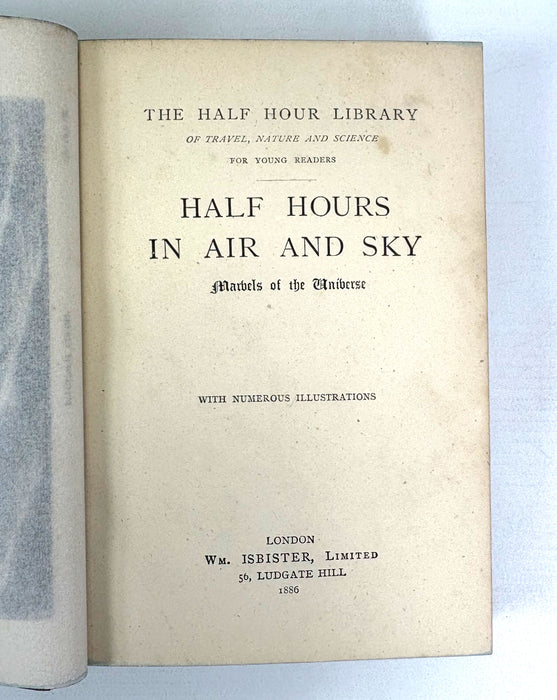 THE HALF HOUR LIBRARY
OF TRAVEL, NATURE AND SCIENCE
FOR YOUNG READERS
HALF HOURS
IN AIR AND SKY
Marvels of the Universe
WITH NUMEROUS ILLUSTRATIONS
LONDON
WM. ISBISTER, LIMITED
56, LUDGATE HILL
1886